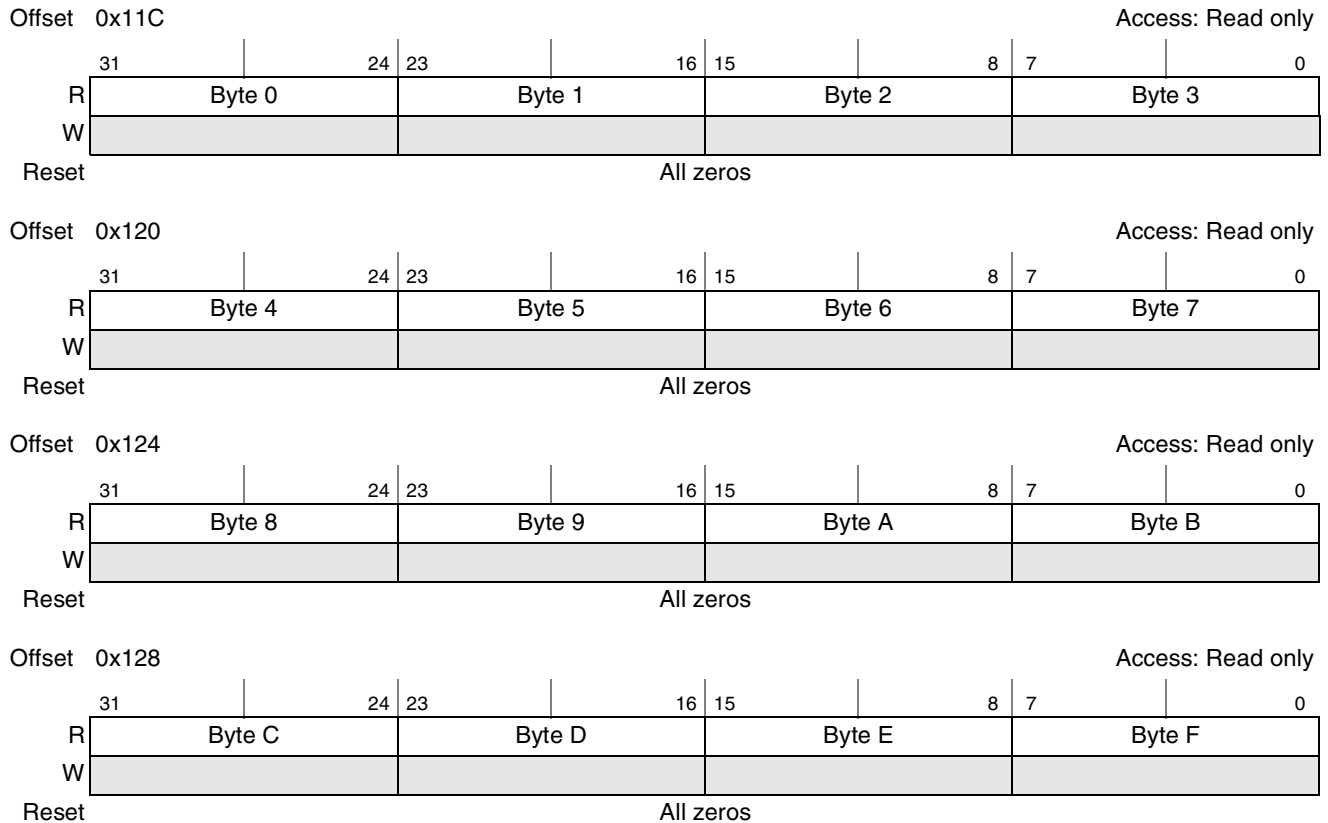 Offset 0x11C Access: Read only
31 24 23 16 15 8 7 0
R Byte 0 Byte 1 Byte 2 Byte 3
W
Reset All zeros
Offset 0x120 Access: Read only
31 24 23 16 15 8 7 0
R Byte 4 Byte 5 Byte 6 Byte 7
W
Reset All zeros
Offset 0x124 Access: Read only
31 24 23 16 15 8 7 0
R Byte 8 Byte 9 Byte A Byte B
W
Reset All zeros
Offset 0x128 Access: Read only
31 24 23 16 15 8 7 0
R Byte C Byte D Byte E Byte F
W
Reset All zeros